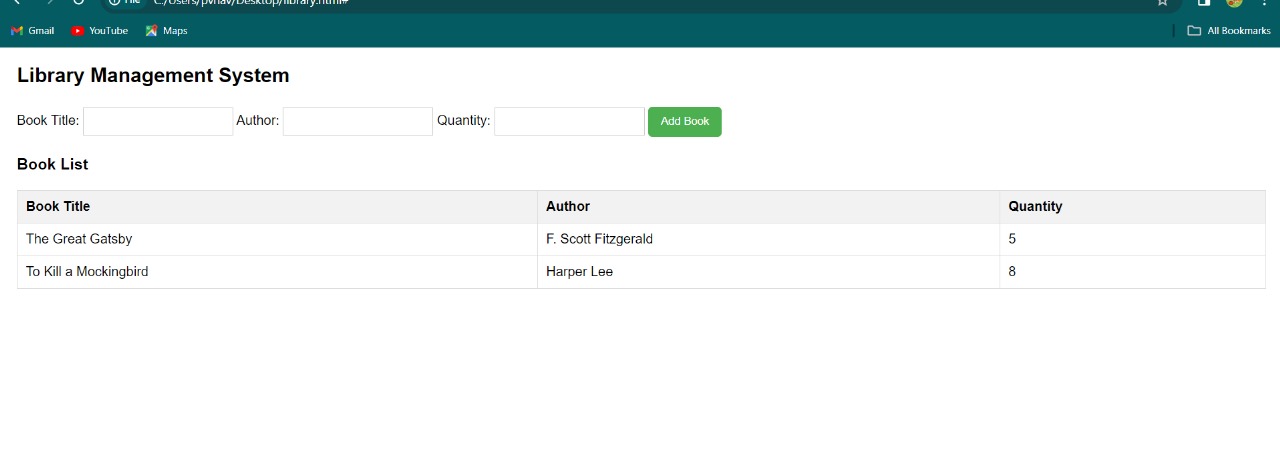 File C:/Users/pvnav/Desktop/library.html#
Gmail YouTube Maps All Bookmarks
Library Management System
Book Title: Author: Quantity: Add Book
Book List
Book Title Author Quantity
The Great Gatsby F. Scott Fitzgerald 5
To Kill a Mockingbird Harper Lee 8